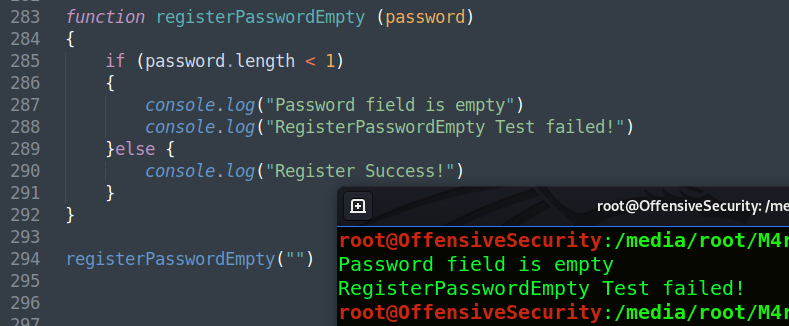 283 function registerPasswordEmpty (password)
284 {
285 if (password.length < 1)
286 {
287 console.log("Password field is empty")
288 console.log("RegisterPasswordEmpty Test failed!")
289 }else {
290 console.log("Register Success!")
291 }
292 }
293
294 registerPasswordEmpty("")
295
296
297
root@OffensiveSecurity: /me
root@OffensiveSecurity:/media/root/M4r
Password field is empty
RegisterPasswordEmpty Test failed!
root@OffensiveSecurity:/media/root/M4r